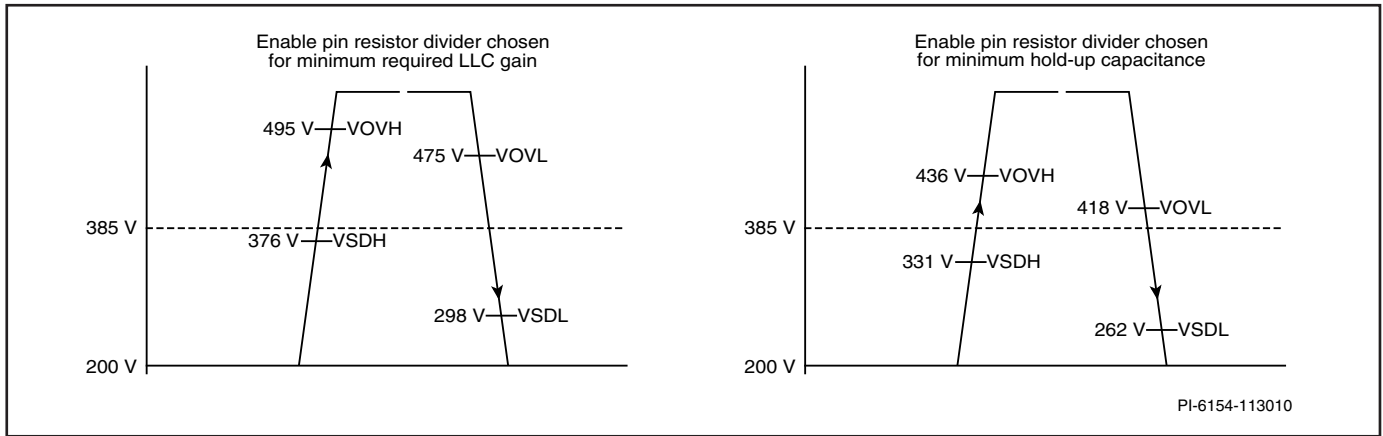 Enable pin resistor divider chosen
for minimum required LLC gain
495 V VOVH
475 V VOVL
385 V
376 V VSDH
298 V VSDL
200 V
Enable pin resistor divider chosen
for minimum hold-up capacitance
436 V VOVH
418 V VOVL
385 V
331 V VSDH
262 V VSDL
200 V
PI-6154-113010